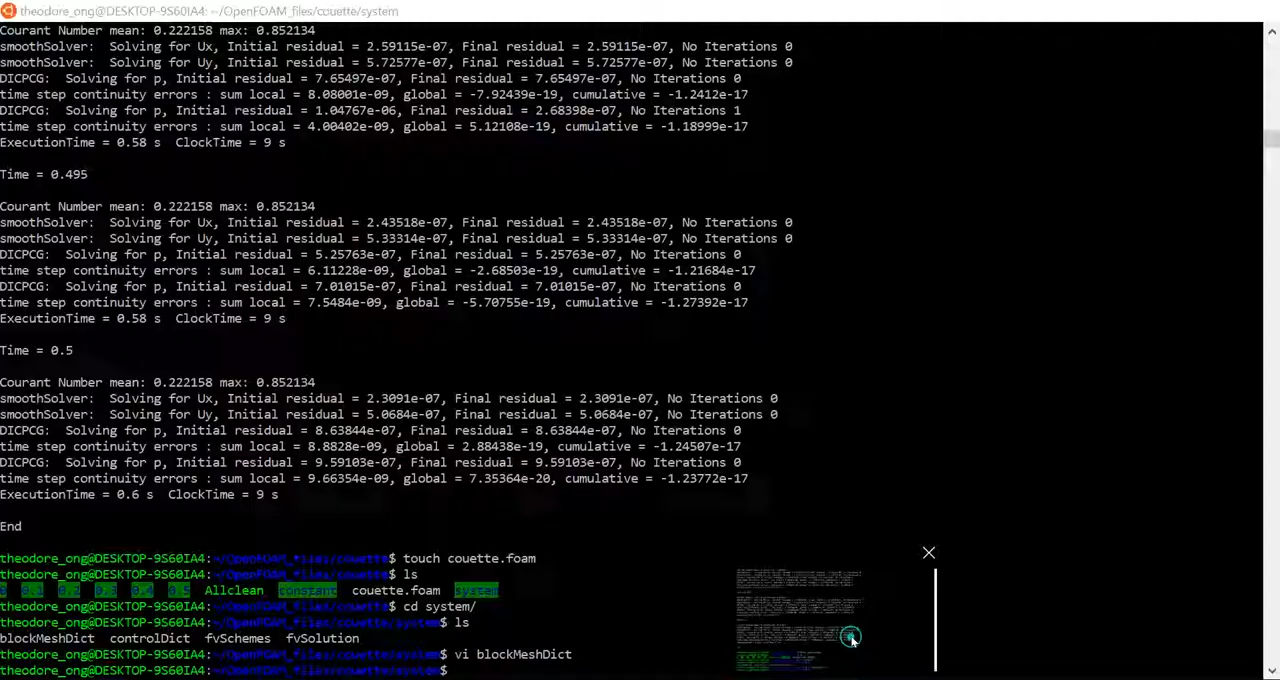 theodore_ong@DESKTOP-9S60IA4: ~/OpenFOAM_files/couette/system
Courant Number mean: 0.222158 max: 0.852134
smoothSolver:  Solving for Ux, Initial residual = 2.59115e-07, Final residual = 2.59115e-07, No Iterations 0
smoothSolver:  Solving for Uy, Initial residual = 5.72577e-07, Final residual = 5.72577e-07, No Iterations 0
DICPCG:  Solving for p, Initial residual = 7.65497e-07, Final residual = 7.65497e-07, No Iterations 0
time step continuity errors : sum local = 8.08001e-09, global = -7.92439e-19, cumulative = -1.2412e-17
DICPCG:  Solving for p, Initial residual = 1.04767e-06, Final residual = 2.68398e-07, No Iterations 1
time step continuity errors : sum local = 4.00402e-09, global = 5.12108e-19, cumulative = -1.18999e-17
ExecutionTime = 0.58 s  ClockTime = 9 s
Time = 0.495
Courant Number mean: 0.222158 max: 0.852134
smoothSolver:  Solving for Ux, Initial residual = 2.43518e-07, Final residual = 2.43518e-07, No Iterations 0
smoothSolver:  Solving for Uy, Initial residual = 5.33314e-07, Final residual = 5.33314e-07, No Iterations 0
DICPCG:  Solving for p, Initial residual = 5.25763e-07, Final residual = 5.25763e-07, No Iterations 0
time step continuity errors : sum local = 6.11228e-09, global = -2.68503e-19, cumulative = -1.21684e-17
DICPCG:  Solving for p, Initial residual = 7.01015e-07, Final residual = 7.01015e-07, No Iterations 0
time step continuity errors : sum local = 7.5484e-09, global = -5.70755e-19, cumulative = -1.27392e-17
ExecutionTime = 0.58 s  ClockTime = 9 s
Time = 0.5
Courant Number mean: 0.222158 max: 0.852134
smoothSolver:  Solving for Ux, Initial residual = 2.3091e-07, Final residual = 2.3091e-07, No Iterations 0
smoothSolver:  Solving for Uy, Initial residual = 5.0684e-07, Final residual = 5.0684e-07, No Iterations 0
DICPCG:  Solving for p, Initial residual = 8.63844e-07, Final residual = 8.63844e-07, No Iterations 0
time step continuity errors : sum local = 8.8828e-09, global = 2.88438e-19, cumulative = -1.24507e-17
DICPCG:  Solving for p, Initial residual = 9.59103e-07, Final residual = 9.59103e-07, No Iterations 0
time step continuity errors : sum local = 9.66354e-09, global = 7.35364e-20, cumulative = -1.23772e-17
ExecutionTime = 0.6 s  ClockTime = 9 s
End
theodore_ong@DESKTOP-9S60IA4:~/OpenFOAM_files/couette$ touch couette.foam
theodore_ong@DESKTOP-9S60IA4:~/OpenFOAM_files/couette$ ls
Allclean  constant  couette.foam  system
theodore_ong@DESKTOP-9S60IA4:~/OpenFOAM_files/couette$ cd system/
theodore_ong@DESKTOP-9S60IA4:~/OpenFOAM_files/couette/system$ ls
blockMeshDict  controlDict  fvSchemes  fvSolution
theodore_ong@DESKTOP-9S60IA4:~/OpenFOAM_files/couette/system$ vi blockMeshDict
theodore_ong@DESKTOP-9S60IA4:~/OpenFOAM_files/couette/system$